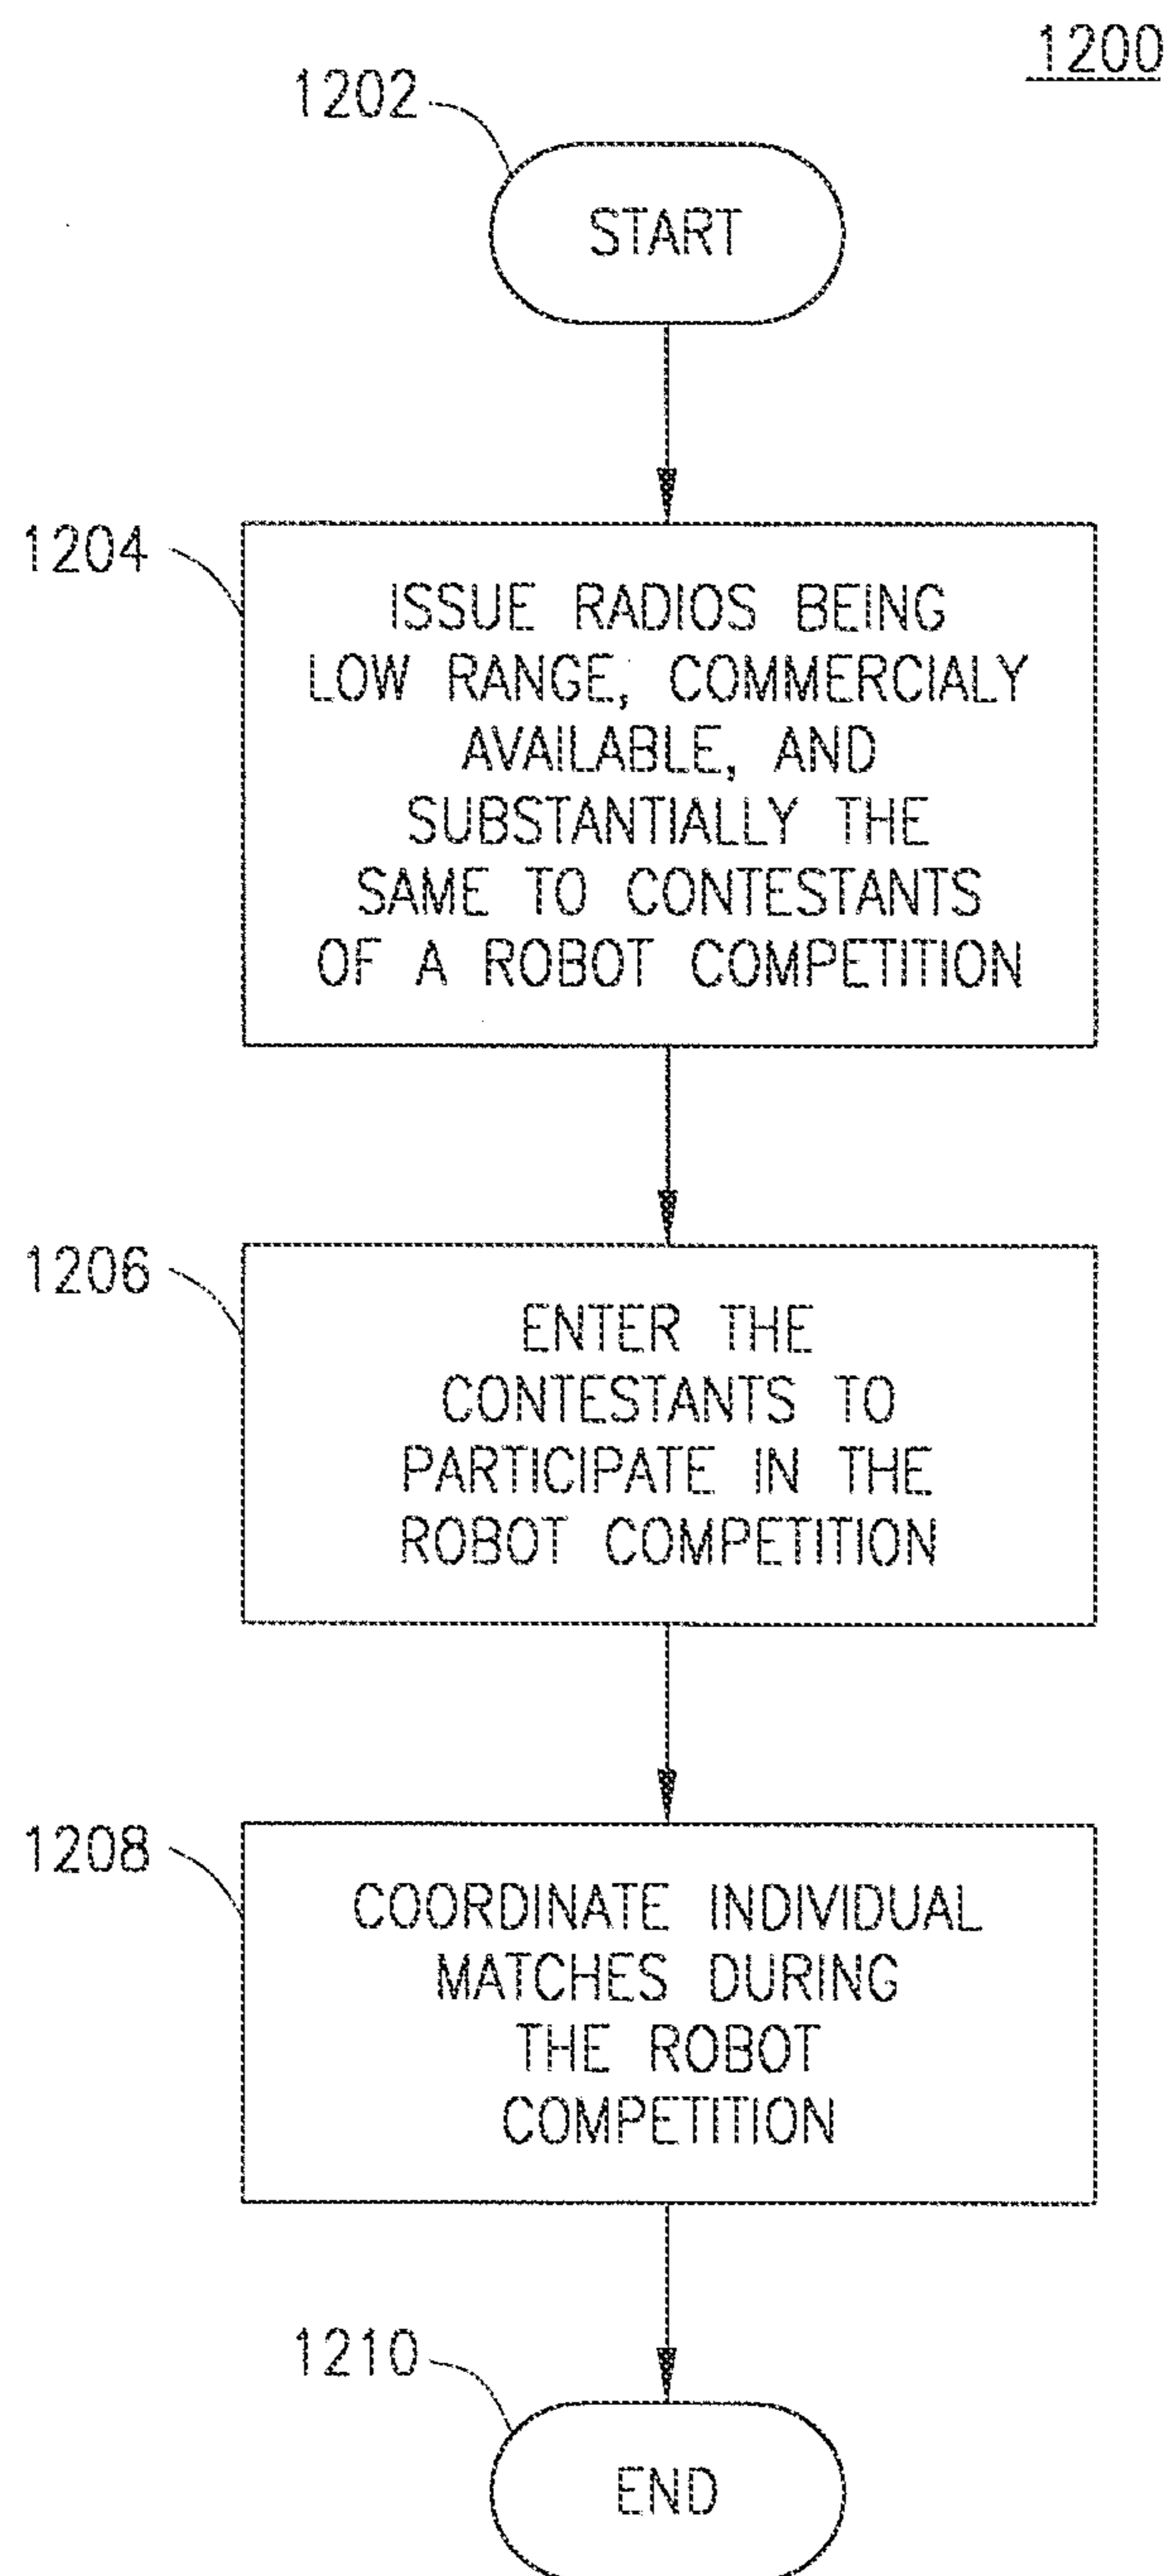 1200
1202
START
1204
ISSUE RADIOS BEING
LOW RANGE, COMMERCIALY
AVAILABLE, AND
SUBSTANTIALLY THE
SAME TO CONTESTANTS
OF A ROBOT COMPETITION
1206
ENTER THE
CONTESTANTS TO
PARTICIPATE IN THE
ROBOT COMPETITION
1208
COORDINATE INDIVIDUAL
MATCHES DURING
THE ROBOT
COMPETITION
1210
END